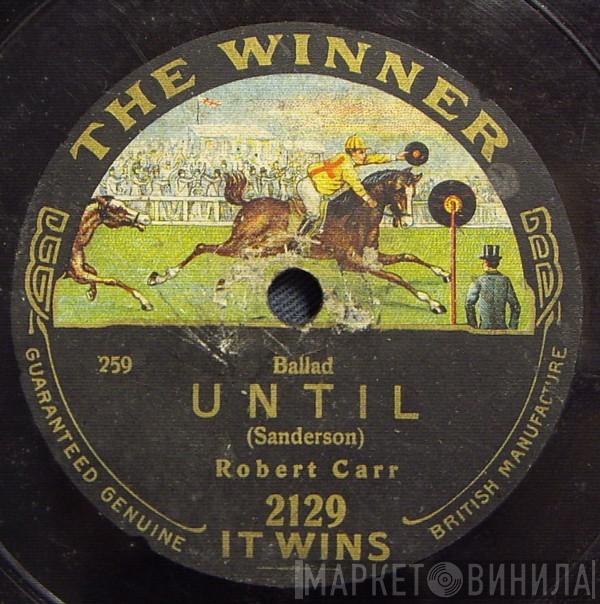 THE WINNER
259
Ballad
UNTIL
(Sanderson)
Robert Carr
2129
IT WINS
GUARANTEED GENUINE
BRITISH MANUFACTURE
МАРКЕТ ВИНИЛА